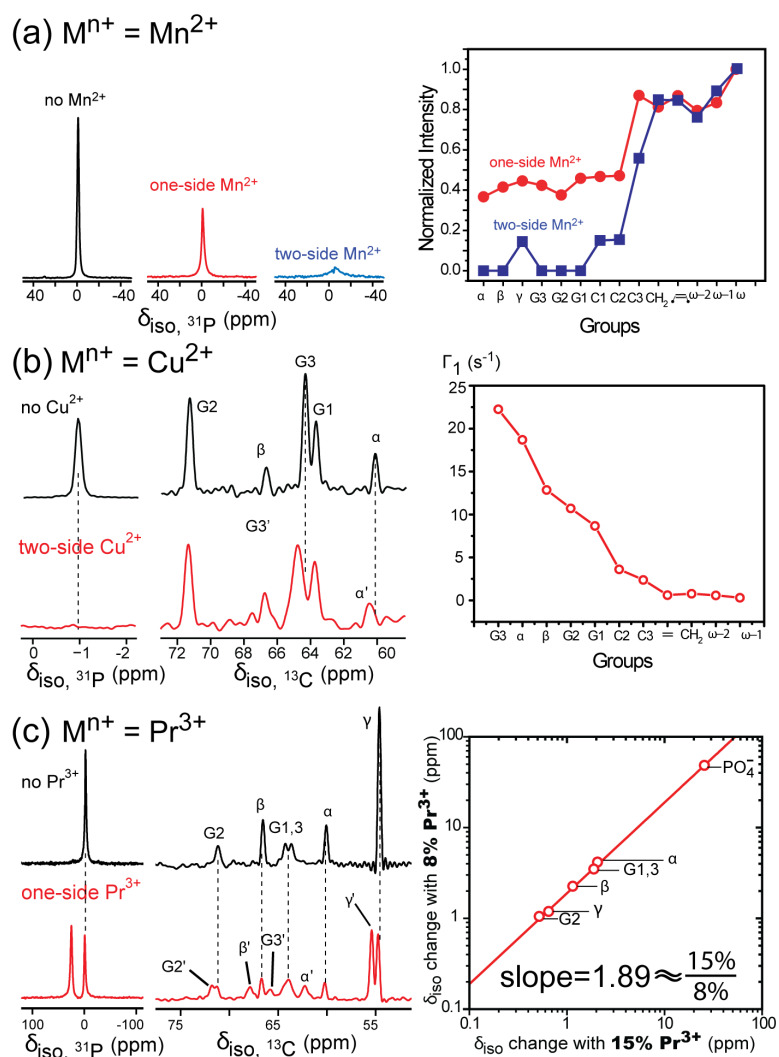 (a) Mⁿ⁺ = Mn²⁺
no Mn²⁺
one-side Mn²⁺
two-side Mn²⁺
40 0 -40 40 0 -40 40 0 -40
δiso, ³¹P (ppm)
δiso, ³¹P (ppm)
δiso, ³¹P (ppm)
Normalized Intensity
1.0
0.8
0.6
0.4
0.2
0.0
one-side Mn²⁺
two-side Mn²⁺
α β γ G3 G2 G1 C1 C2 C3 CH₂ ·∕=· ω-2 ω-1 ω
Groups
(b) Mⁿ⁺ = Cu²⁺
no Cu²⁺
two-side Cu²⁺
0 -1 -2
δiso, ³¹P (ppm)
G2
β
G3
G1
α
G3'
α'
72 70 68 66 64 62 60
δiso, ¹³C (ppm)
Γ₁ (s⁻¹)
25
20
15
10
5
0
G3 α β G2 G1 C2 C3 = CH₂ ω-2 ω-1
Groups
(c) Mⁿ⁺ = Pr³⁺
no Pr³⁺
one-side Pr³⁺
100 0 -100
δiso, ³¹P (ppm)
G2
β
G1,3
α
γ
G2'
β'
G3'
α'
γ'
75 65 55
δiso, ¹³C (ppm)
δiso change with 8% Pr³⁺ (ppm)
100
10
1
0.1
PO₄⁻
α
G1,3
β
γ
G2
slope=1.89≈15%/8%
0.1 1 10 100
δiso change with 15% Pr³⁺ (ppm)